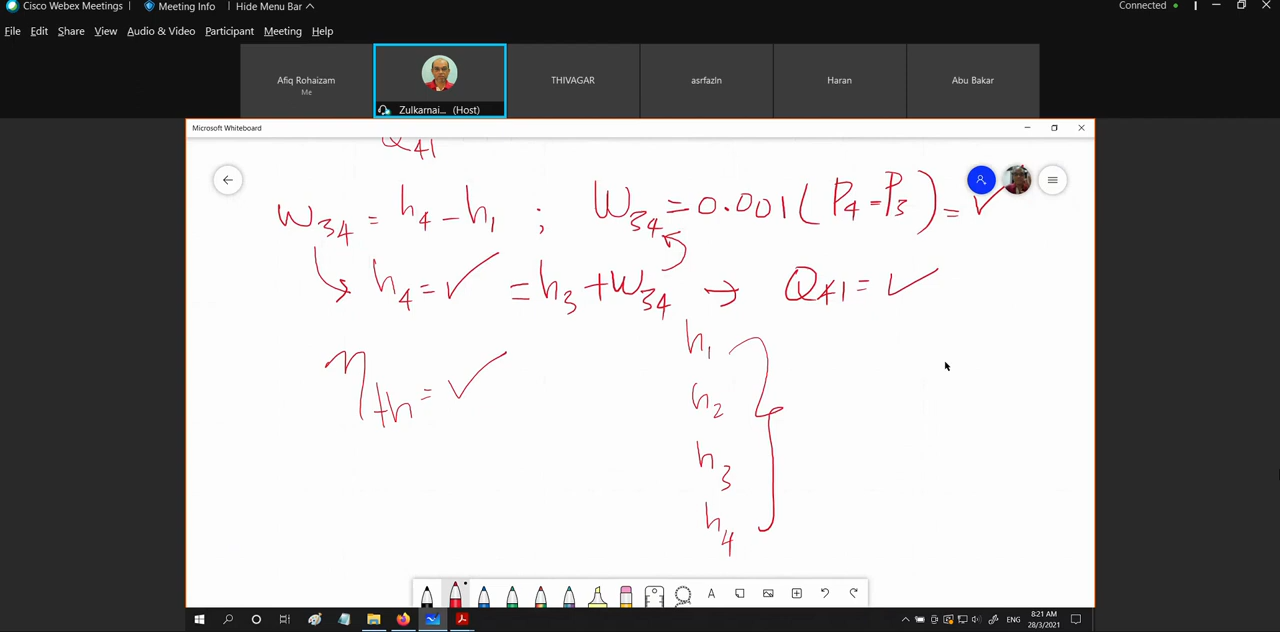 Cisco Webex Meetings | Meeting Info | Hide Menu Bar
Connected
File Edit Share View Audio & Video Participant Meeting Help
Afiq Rohaizam
Me
Zulkarnai... (Host)
THIVAGAR
asrfazln
Haran
Abu Bakar
Microsoft Whiteboard
Q41
W34 = h4 - h1 ; W34 = 0.001 ( P4 - P3 ) = ✓
h4 = ✓ = h3 + W34 → Q41 = ✓
ηth = ✓
h1
h2
h3
h4
A
ENG
8:21 AM
28/3/2021